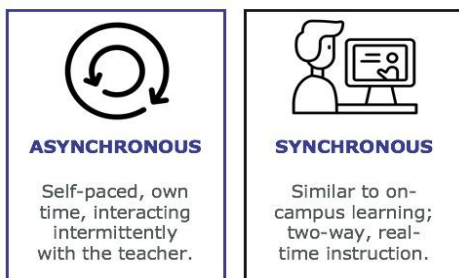 ASYNCHRONOUS
Self-paced, own
time, interacting
intermittently
with the teacher.
SYNCHRONOUS
Similar to on-
campus learning;
two-way, real-
time instruction.